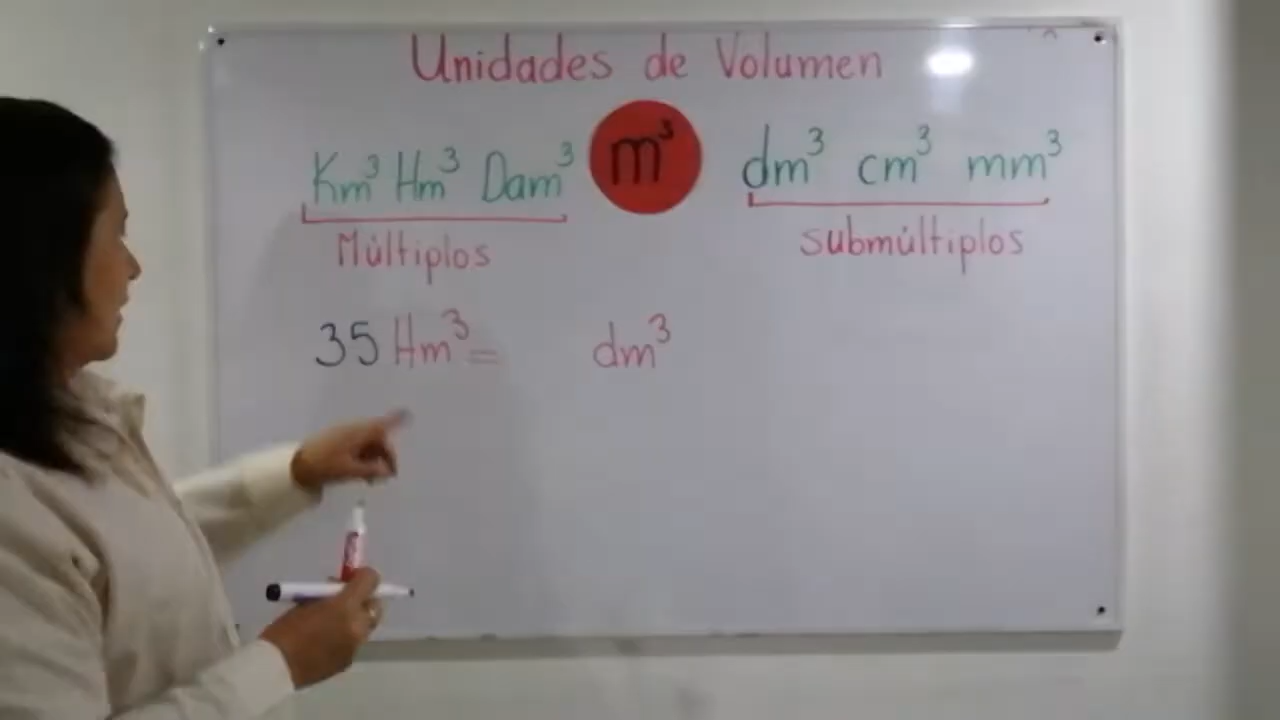 Unidades de Volumen
Km³ Hm³ Dam³ m³ dm³ cm³ mm³
Múltiplos submúltiplos
35 Hm³= dm³